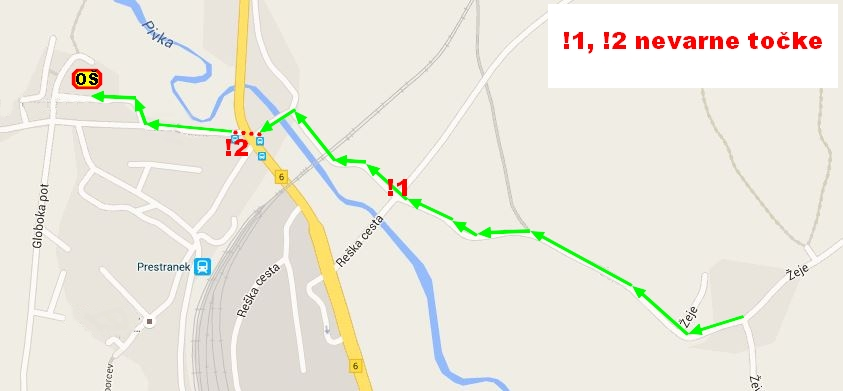 !1, !2 nevarne točke
Pivka
OŠ
!2
6
!1
Globoka pot
Reška cesta
Prestranek
Reška cesta
Žeje
Žeje
6
...
Že